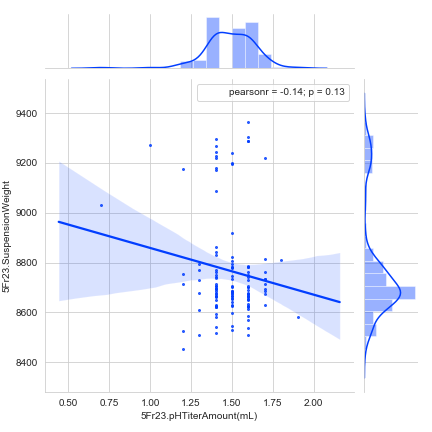 pearsonr = -0.14; p = 0.13
9400
9200
9000
8800
8600
8400
5Fr23.SuspensionWeight
0.50 0.75 1.00 1.25 1.50 1.75 2.00
5Fr23.pHTiterAmount(mL)